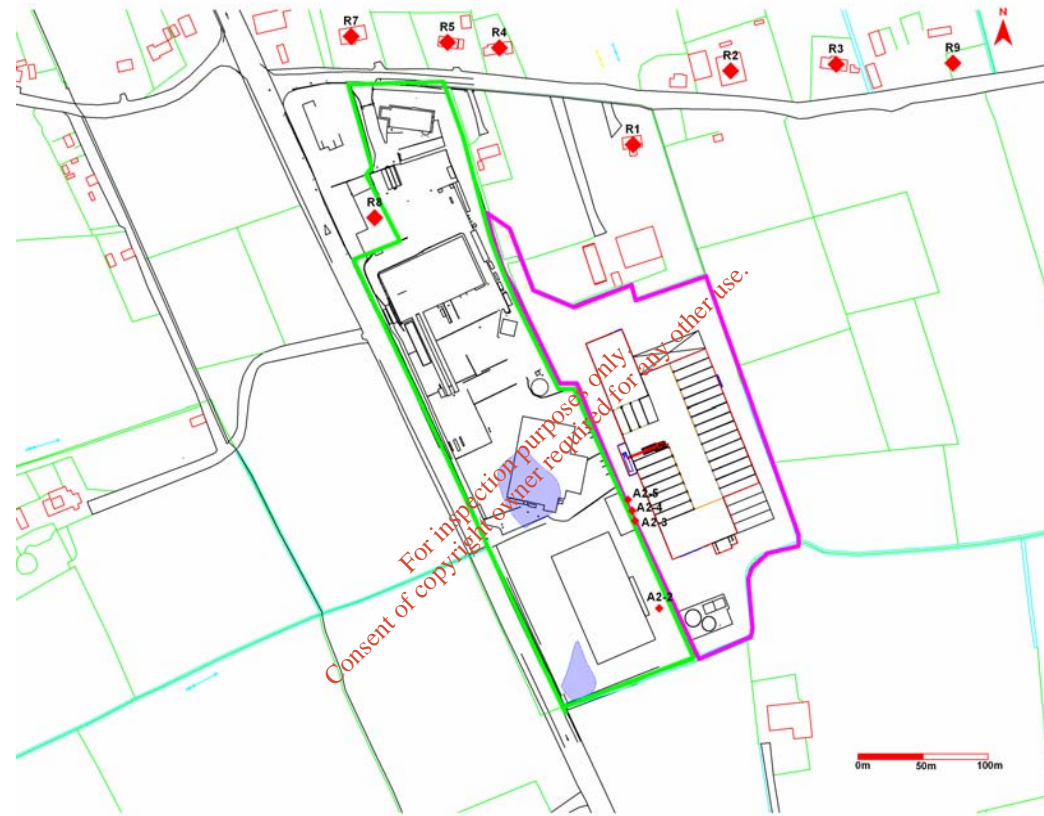 R7
R5
R4
R2
R3
R9
N
R1
R8
For inspection purposes only
Consent of copyright owner required for any other use.
A2-5
A2-4
A2-3
A2-2
0m 50m 100m